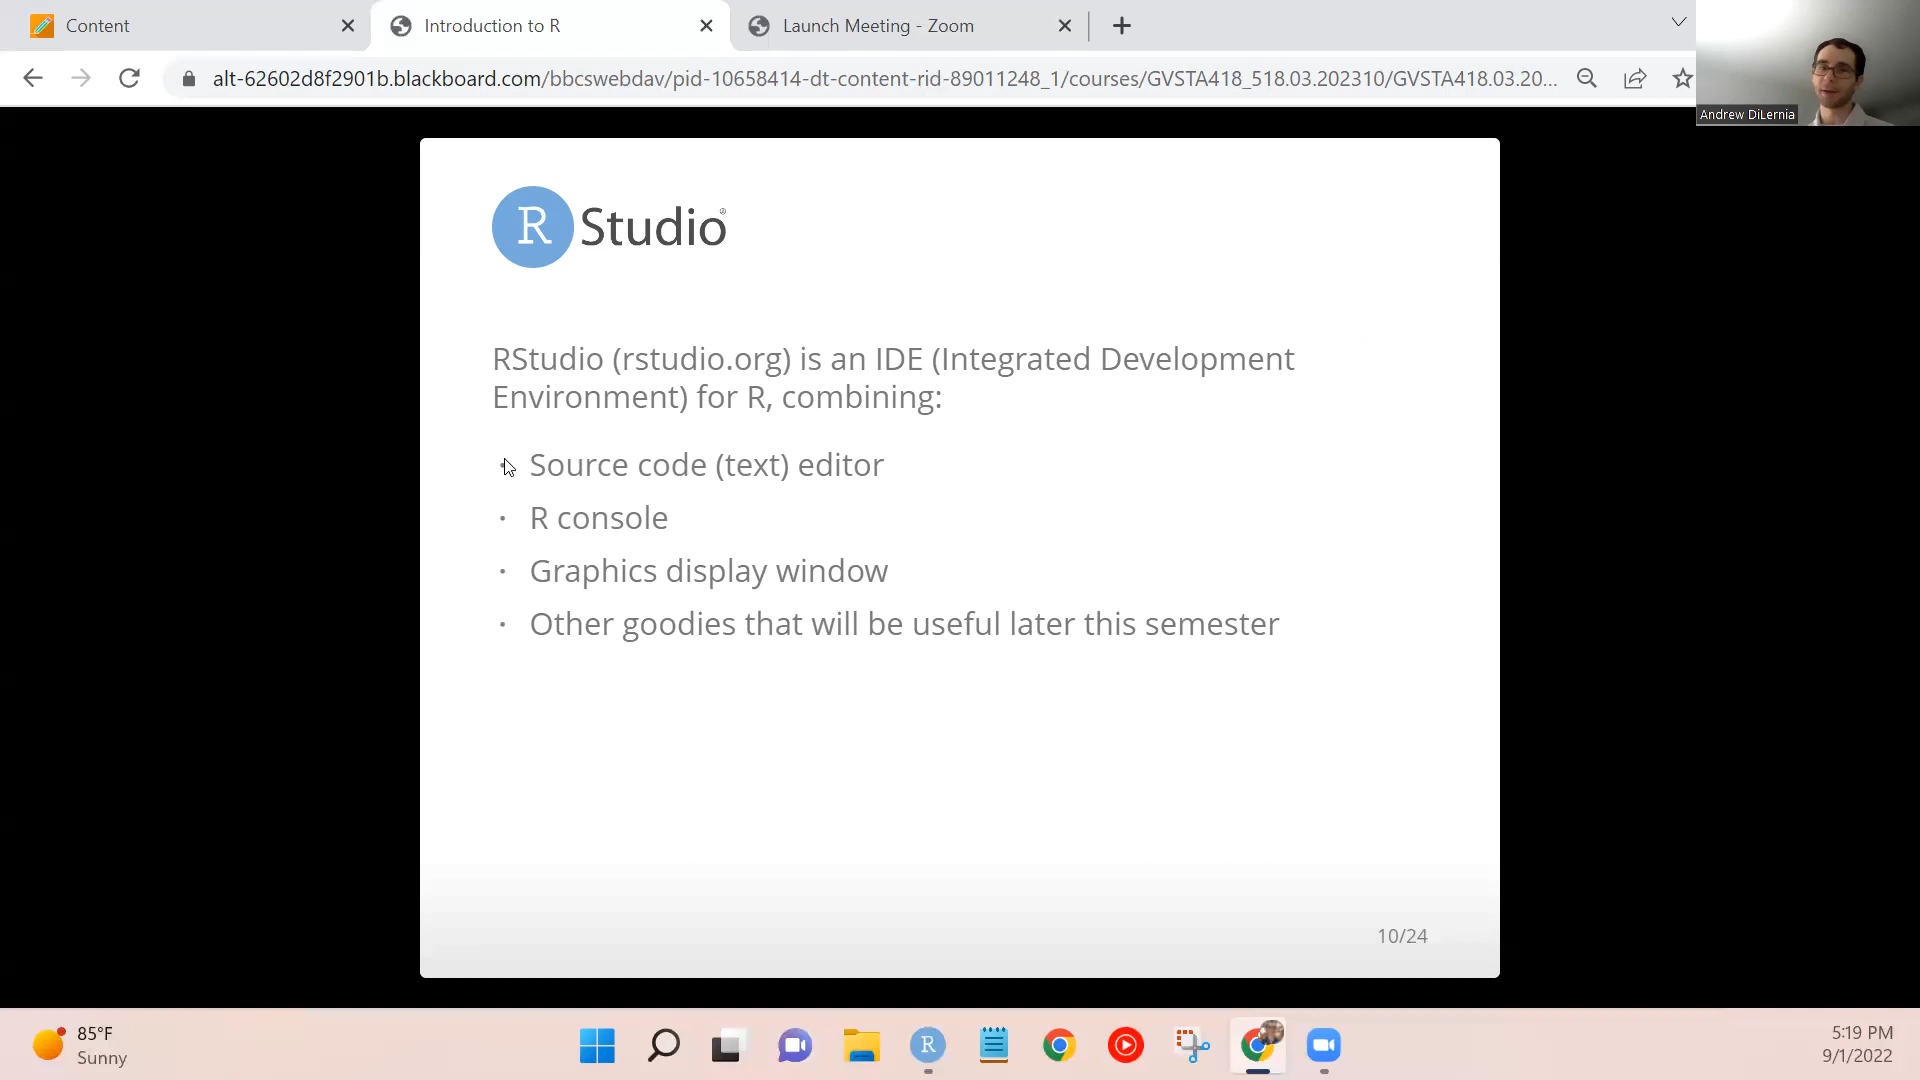 Content
Introduction to R
Launch Meeting - Zoom
alt-62602d8f2901b.blackboard.com/bbcswebdav/pid-10658414-dt-content-rid-89011248_1/courses/GVSTA418_518.03.202310/GVSTA418.03.20...
Andrew DiLernia
R Studio®
RStudio (rstudio.org) is an IDE (Integrated Development
Environment) for R, combining:
· Source code (text) editor
· R console
· Graphics display window
· Other goodies that will be useful later this semester
10/24
85°F
Sunny
R
5:19 PM
9/1/2022